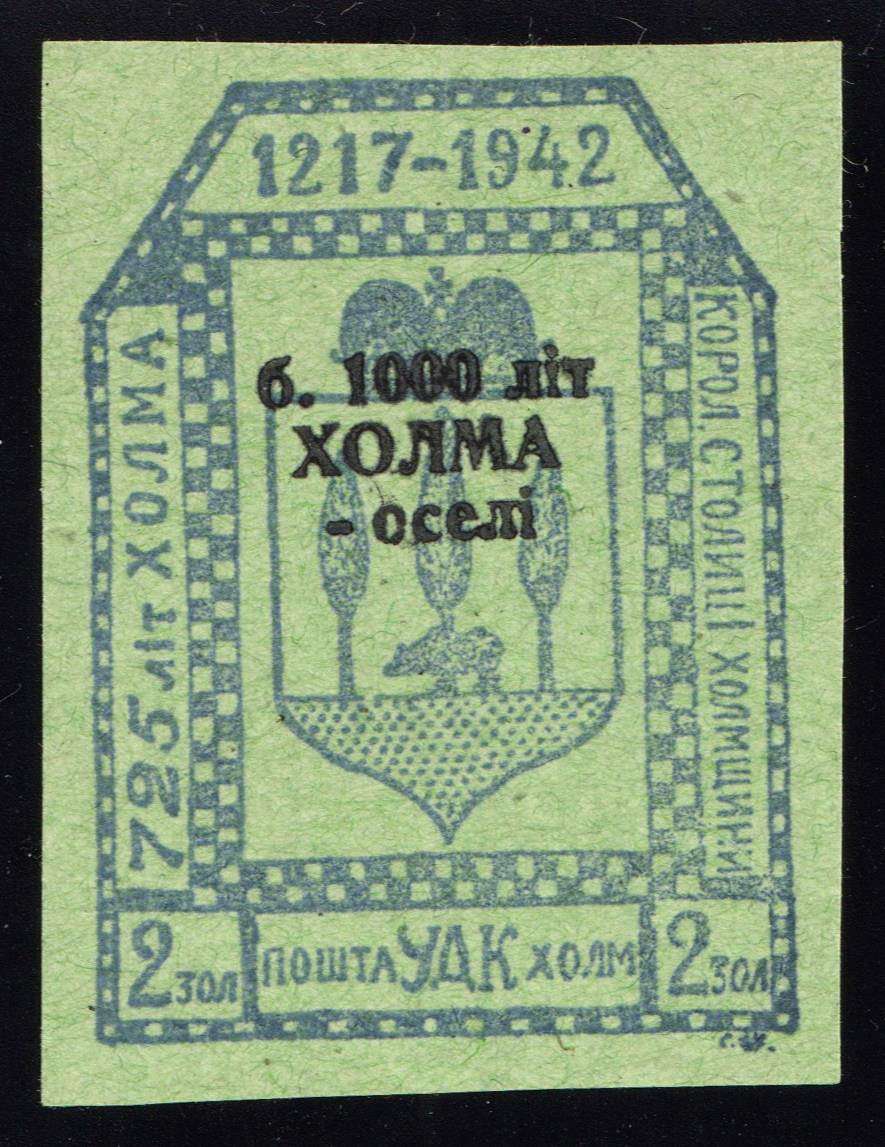 1217-1942
725 літ ХОЛМА
КОРОЛ. СТОЛИЦІ ХОЛМЩИНИ
б. 1000 літ
ХОЛМА
- оселі
2 ЗОЛ
ПОШТА УДК ХОЛМ
2 ЗОЛ